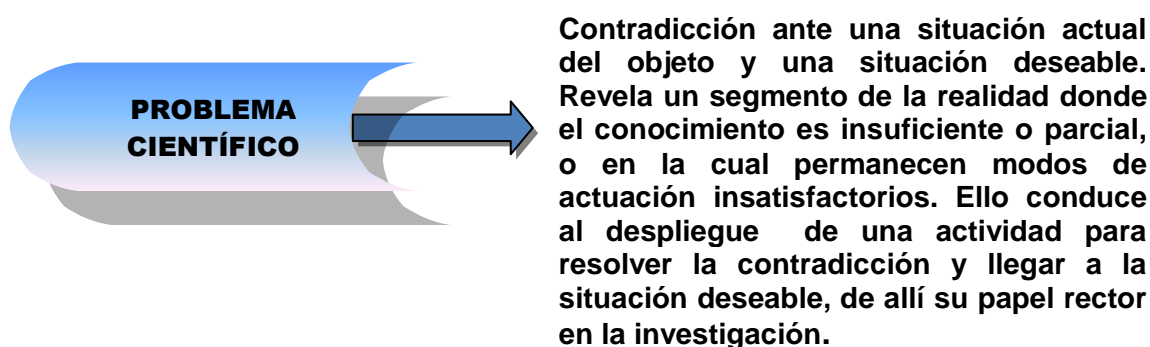 PROBLEMA
CIENTÍFICO
Contradicción ante una situación actual
del objeto y una situación deseable.
Revela un segmento de la realidad donde
el conocimiento es insuficiente o parcial,
o en la cual permanecen modos de
actuación insatisfactorios. Ello conduce
al despliegue de una actividad para
resolver la contradicción y llegar a la
situación deseable, de allí su papel rector
en la investigación.